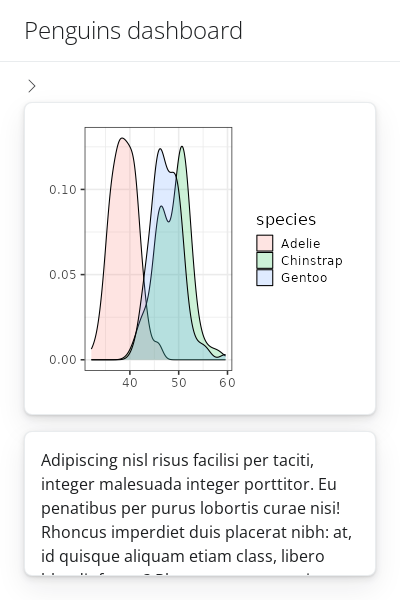 Penguins dashboard
0.10
0.05
0.00
40 50 60
species
Adelie
Chinstrap
Gentoo
Adipiscing nisl risus facilisi per taciti,
integer malesuada integer porttitor. Eu
penatibus per purus lobortis curae nisi!
Rhoncus imperdiet duis placerat nibh: at,
id quisque aliquam etiam class, libero